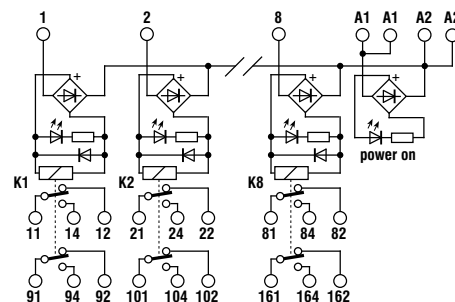 1 2 8 A1 A1 A2 A2
+ + + +
power on
K1 K2 K8
11 14 12 21 24 22 81 84 82
91 94 92 101 104 102 161 164 162